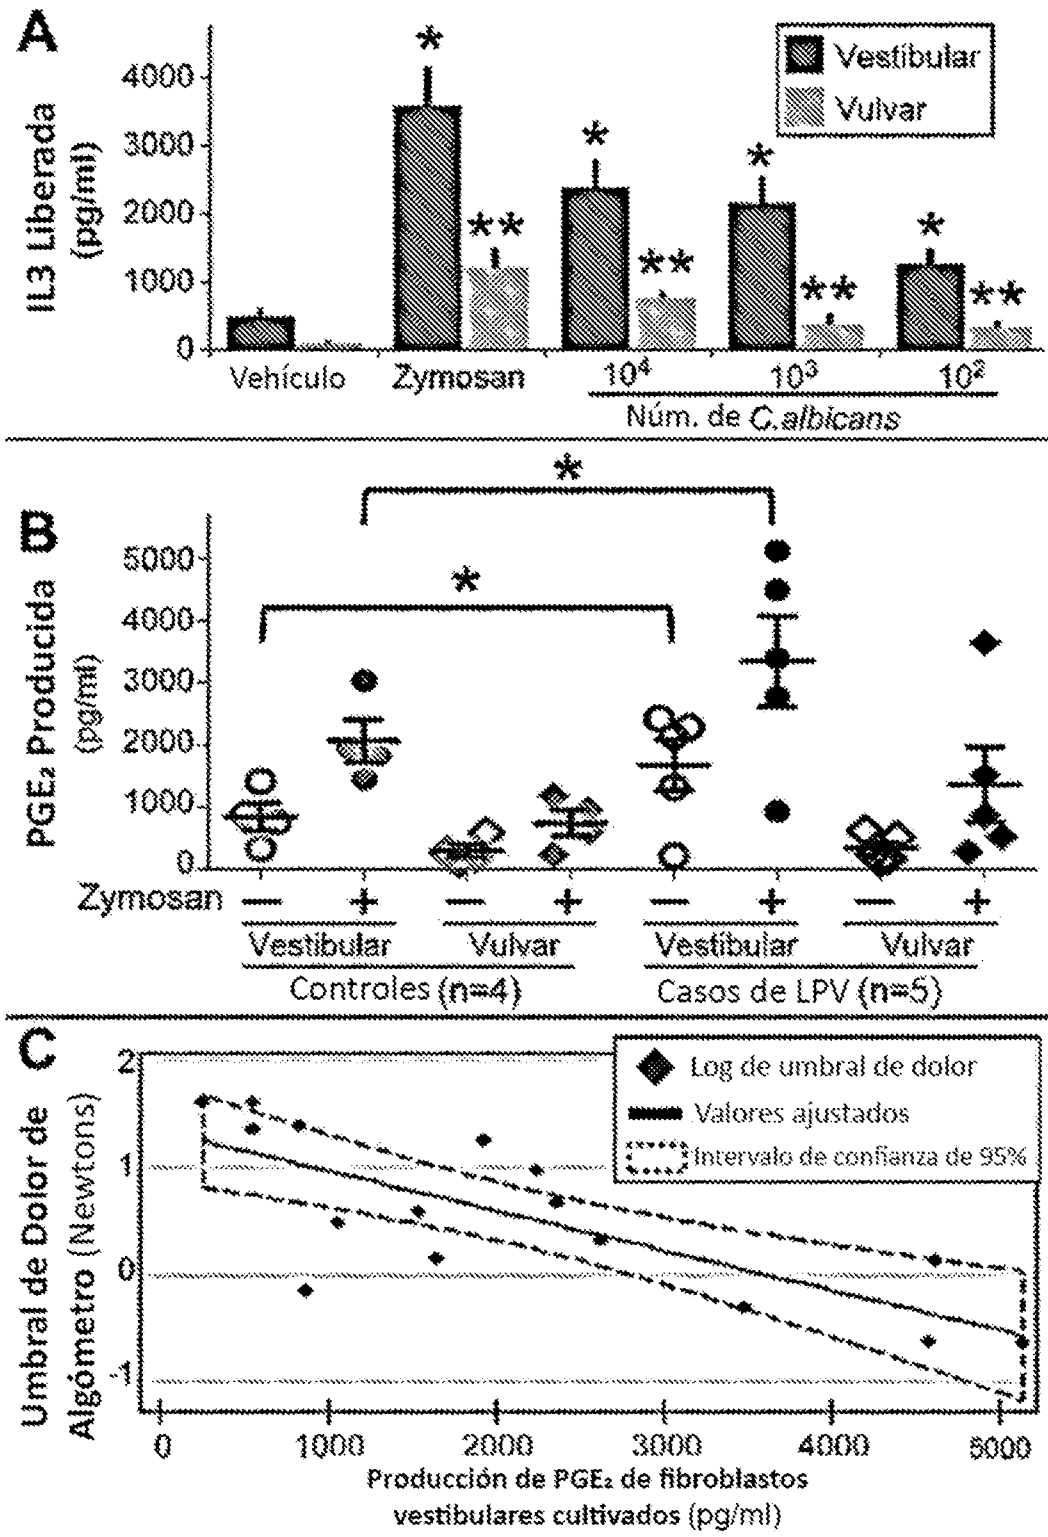 A
IL3 Liberada
(pg/ml)
4000
3000
2000
1000
0
*
**
*
**
*
**
*
**
Vestibular
Vulvar
Vehículo Zymosan 10⁴ 10³ 10²
Núm. de C.albicans
B
PGE₂ Producida
(pg/ml)
5000
4000
3000
2000
1000
0
*
*
Zymosan — + — + — + — +
Vestibular Vulvar Vestibular Vulvar
Controles (n=4) Casos de LPV (n=5)
C
Umbral de Dolor de
Algómetro (Newtons)
2
1
0
-1
Log de umbral de dolor
Valores ajustados
Intervalo de confianza de 95%
0 1000 2000 3000 4000 5000
Producción de PGE₂ de fibroblastos
vestibulares cultivados (pg/ml)